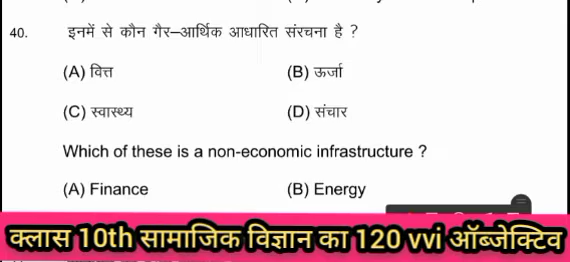 40. इनमें से कौन गैर–आर्थिक आधारित संरचना है ?
(A) वित्त (B) ऊर्जा
(C) स्वास्थ्य (D) संचार
Which of these is a non-economic infrastructure ?
(A) Finance (B) Energy
क्लास 10th सामाजिक विज्ञान का 120 vvi ऑब्जेक्टिव